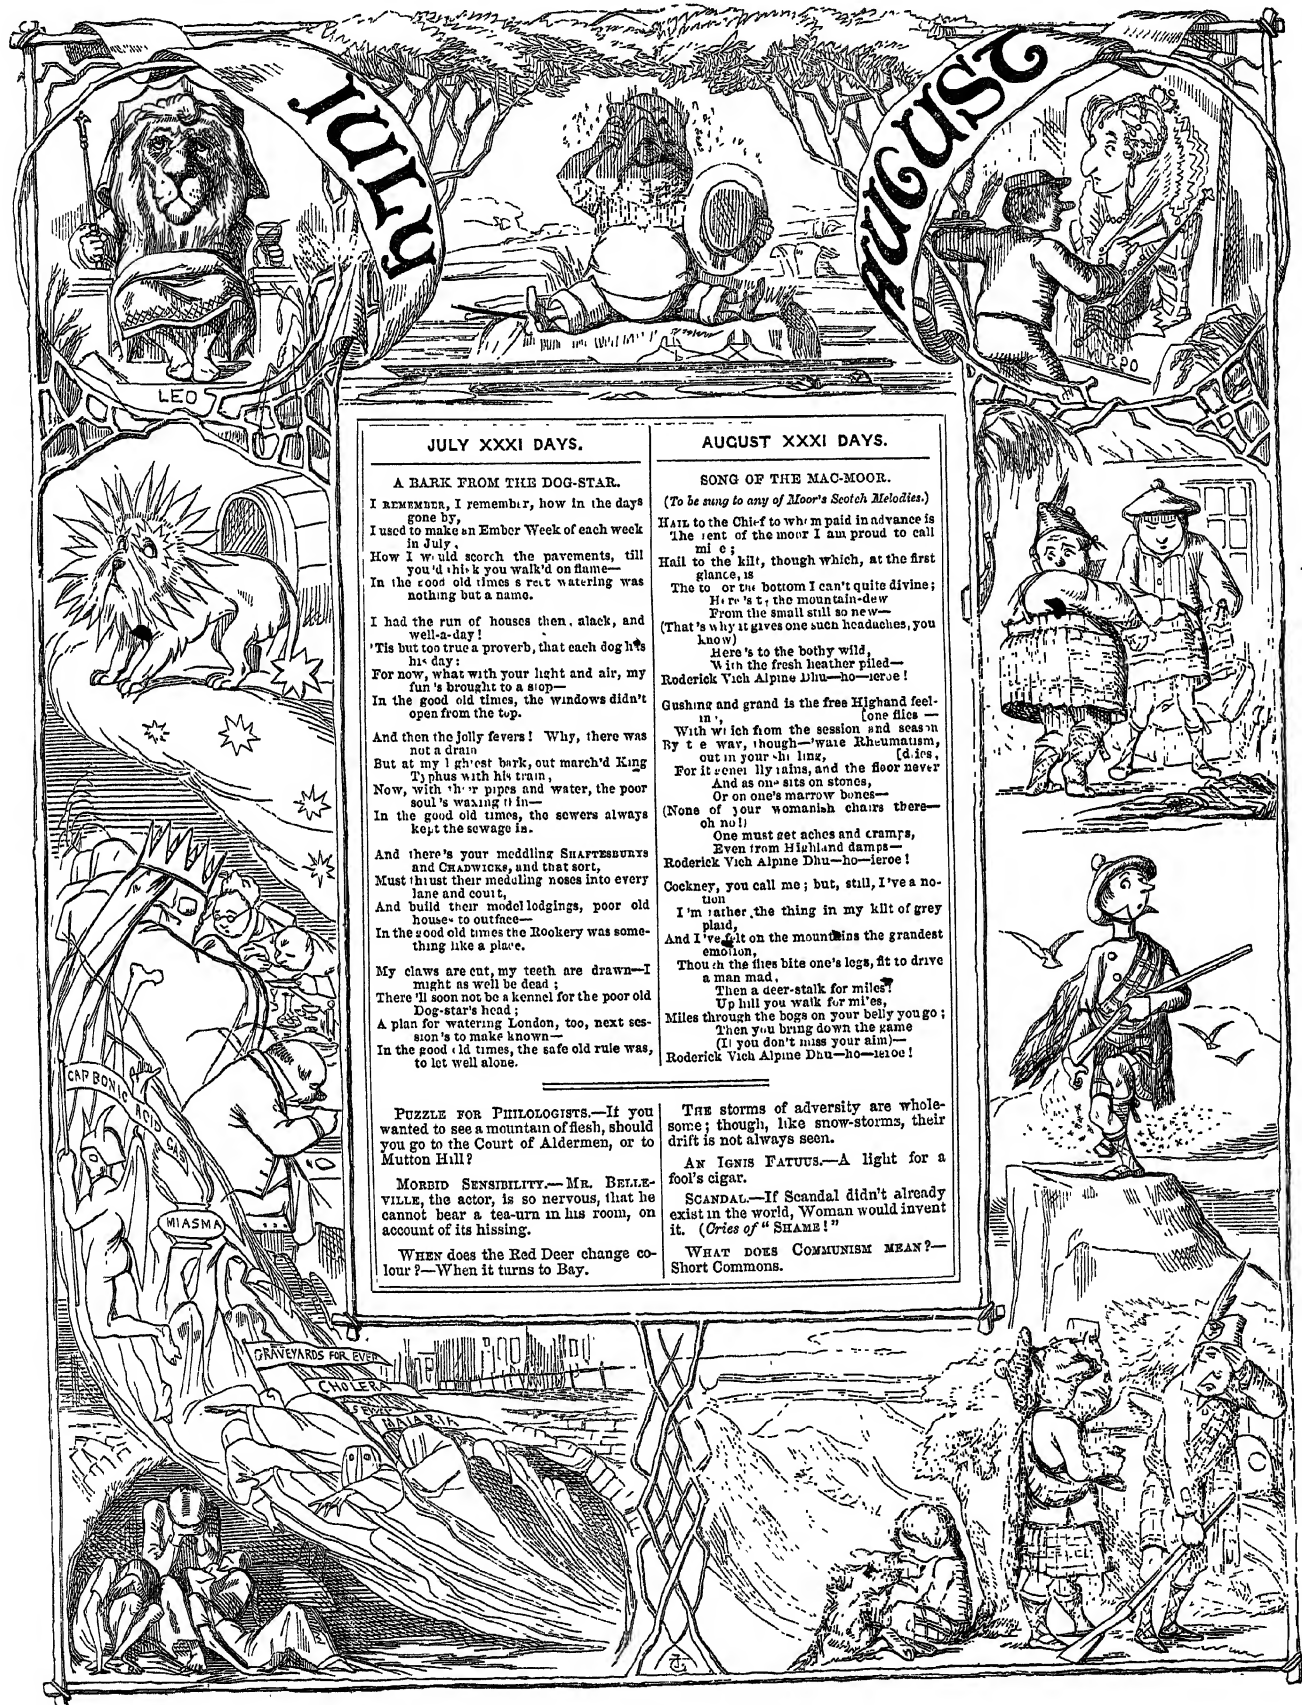 JULY
AUGUST
LEO
JULY XXXI DAYS.
A BARK FROM THE DOG-STAR.
I REMEMBER, I remember, how in the days
gone by,
I used to make an Ember Week of each week
in July,
How I would scorch the pavements, till
you'd think you walk'd on flame—
In the good old times street watering was
nothing but a name.
I had the run of houses then, alack, and
well-a-day!
'Tis but too true a proverb, that each dog has
his day:
For now, what with your light and air, my
fun's brought to a stop—
In the good old times, the windows didn't
open from the top.
And then the jolly fevers! Why, there was
not a drain
But at my lightest bark, out march'd King
Typhus with his train,
Now, with their pipes and water, the poor
soul's waxing thin—
In the good old times, the sewers always
kept the sewage in.
And there's your meddling SHAFTESBURYS
and CHADWICKS, and that sort,
Must thrust their meddling noses into every
lane and court,
And build their model lodgings, poor old
houses to outface—
In the good old times the Rookery was some-
thing like a place.
My claws are cut, my teeth are drawn—I
might as well be dead;
There'll soon not be a kennel for the poor old
Dog-star's head;
A plan for watering London, too, next ses-
sion's to make known—
In the good old times, the safe old rule was,
to let well alone.
PUZZLE FOR PHILOLOGISTS.—If you
wanted to see a mountain of flesh, should
you go to the Court of Aldermen, or to
Mutton Hill?
MORBID SENSIBILITY.—MR. BELLE-
VILLE, the actor, is so nervous, that he
cannot bear a tea-urn in his room, on
account of its hissing.
WHEN does the Red Deer change co-
lour?—When it turns to Bay.
AUGUST XXXI DAYS.
SONG OF THE MAC-MOOR.
(To be sung to any of Moor's Scotch Melodies.)
HAIL to the Chief to whom paid in advance is
The rent of the moor I am proud to call
mine;
Hail to the kilt, though which, at the first
glance, is
The top or the bottom I can't quite divine;
Here's to the mountain-dew
From the small still so new—
(That's why it gives one such headaches, you
know)
Here's to the bothy wild,
With the fresh heather piled—
Roderick Vich Alpine Dhu—ho—ieroe!
Gushing and grand is the free Highand feel-
in', [one flies—
With which from the session and season
By the way, though—'ware Rheumatism,
out in your shieling, [dries,
For it generally rains, and the floor never
And as one sits on stones,
Or on one's marrow bones—
(None of your womanish chairs there—
oh no!)
One must get aches and cramps,
Even from Highland damps—
Roderick Vich Alpine Dhu—ho—ieroe!
Cockney, you call me; but, still, I've a no-
tion
I'm rather the thing in my kilt of grey
plaid,
And I've felt on the mountains the grandest
emotion,
Though the flies bite one's legs, fit to drive
a man mad,
Then a deer-stalk for miles!
Up hill you walk for miles,
Miles through the bogs on your belly you go;
Then you bring down the game
(If you don't miss your aim)—
Roderick Vich Alpine Dhu—ho—ieroe!
THE storms of adversity are whole-
some; though, like snow-storms, their
drift is not always seen.
AN IGNIS FATUUS.—A light for a
fool's cigar.
SCANDAL.—If Scandal didn't already
exist in the world, Woman would invent
it. (Cries of "SHAME!"
WHAT DOES COMMUNISM MEAN?—
Short Commons.
CARBONIC ACID GAS
MIASMA
GRAVEYARDS FOR EVER
CHOLERA
MALARIA